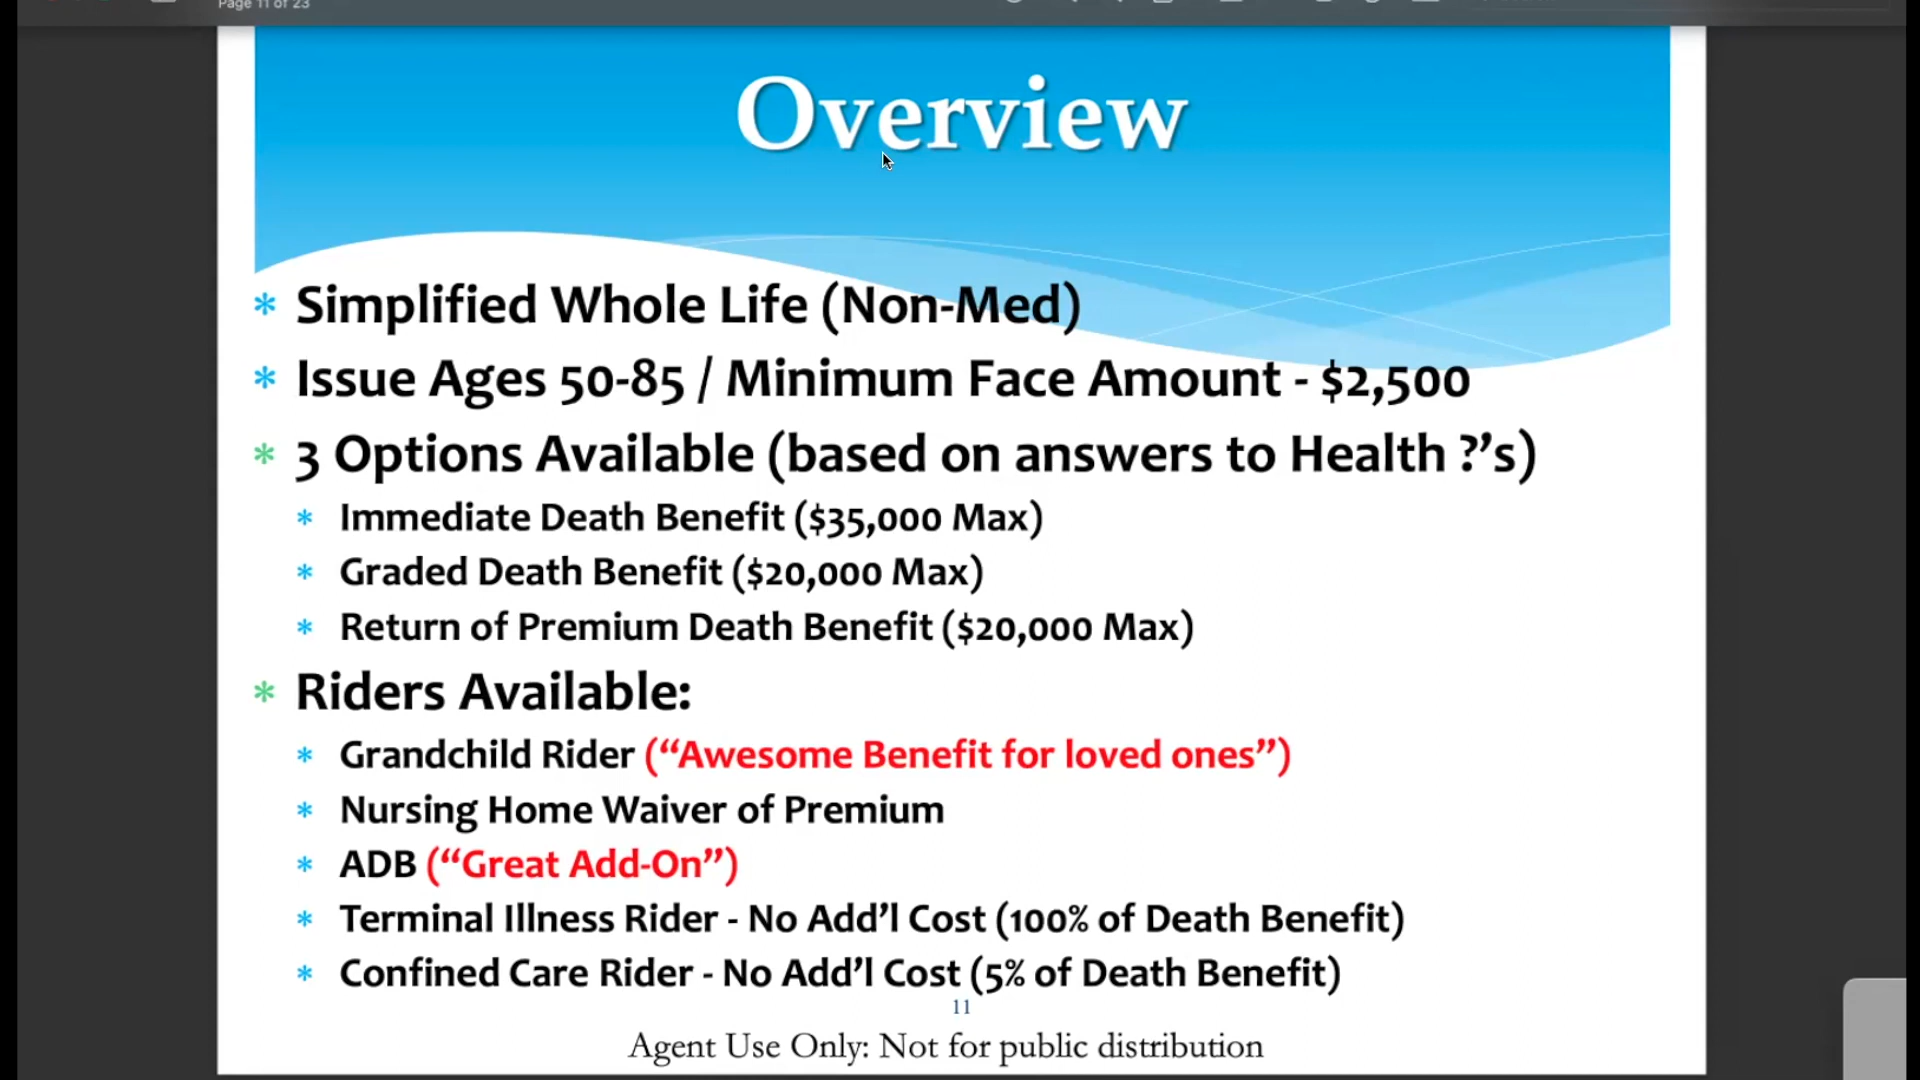 Page 11 of 23
Overview
* Simplified Whole Life (Non-Med)
* Issue Ages 50-85 / Minimum Face Amount - $2,500
* 3 Options Available (based on answers to Health ?’s)
* Immediate Death Benefit ($35,000 Max)
* Graded Death Benefit ($20,000 Max)
* Return of Premium Death Benefit ($20,000 Max)
* Riders Available:
* Grandchild Rider (“Awesome Benefit for loved ones”)
* Nursing Home Waiver of Premium
* ADB (“Great Add-On”)
* Terminal Illness Rider - No Add’l Cost (100% of Death Benefit)
* Confined Care Rider - No Add’l Cost (5% of Death Benefit)
11
Agent Use Only: Not for public distribution